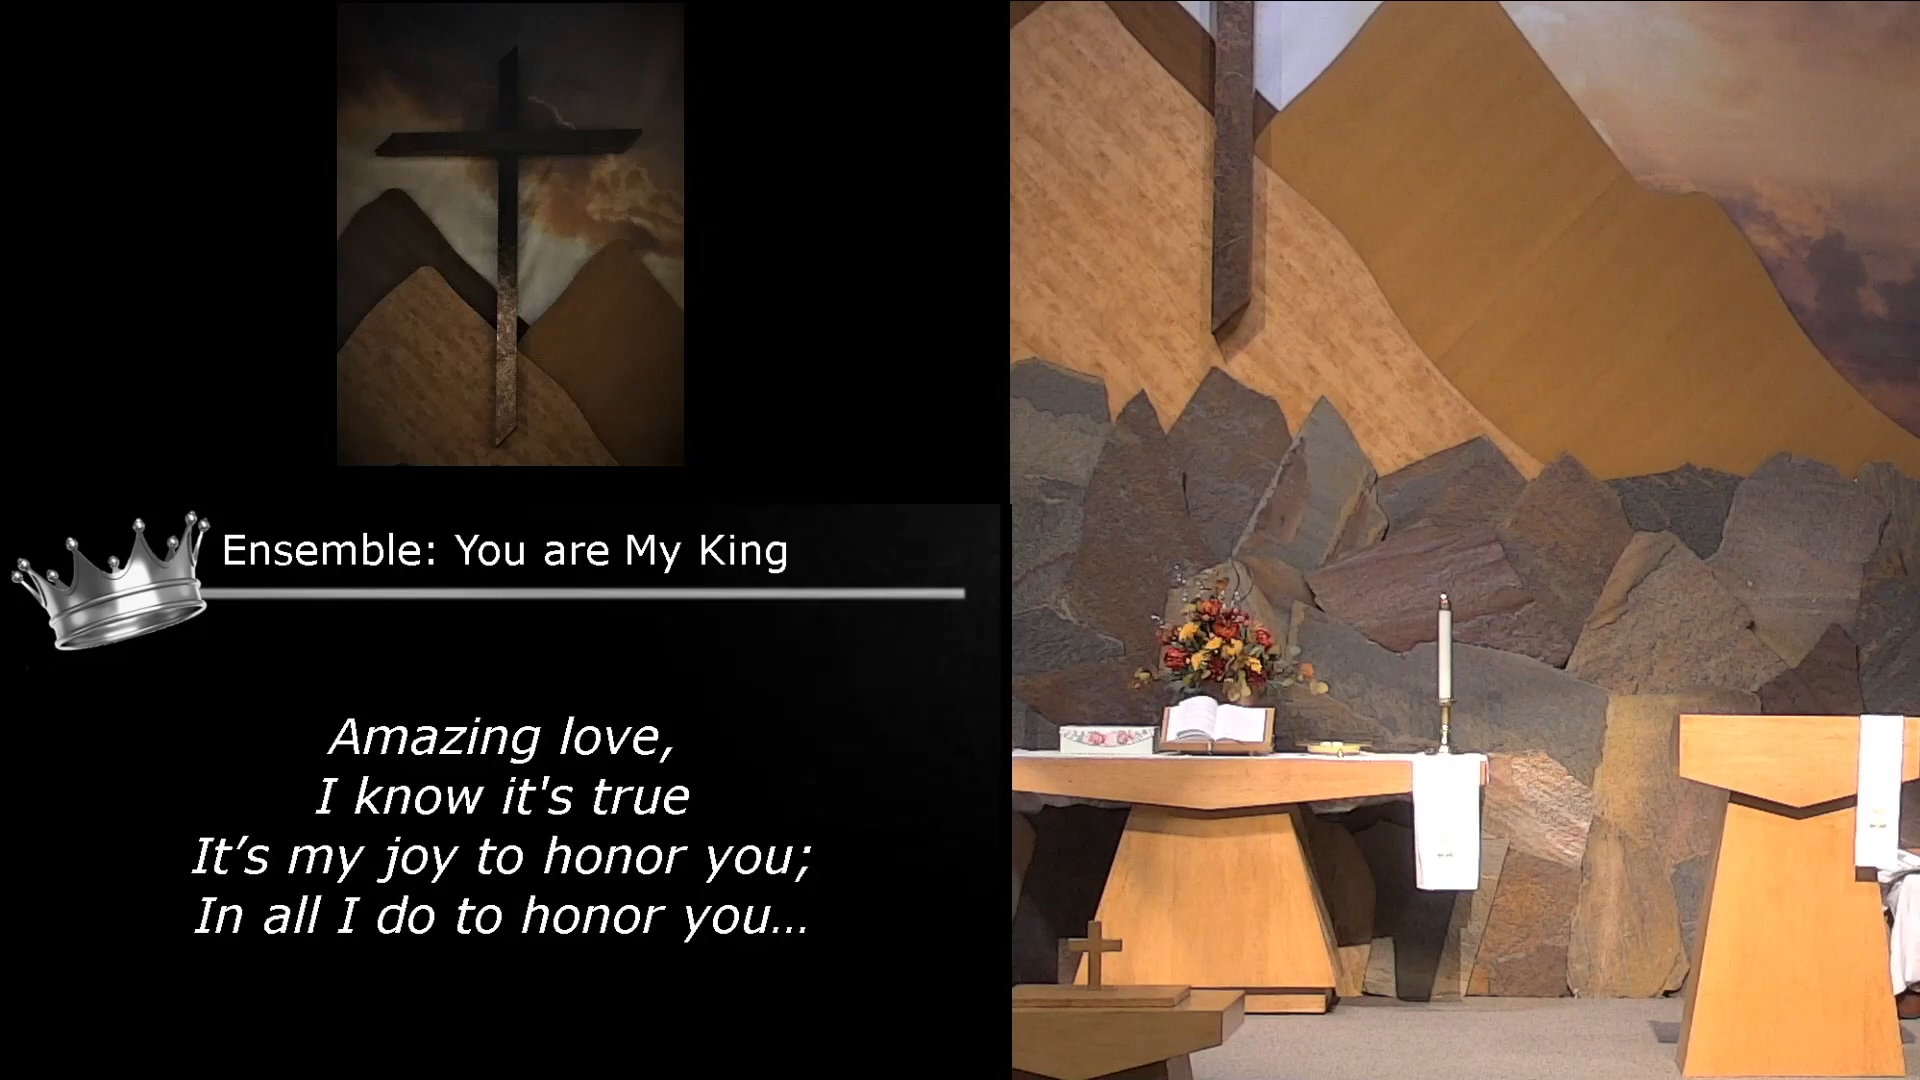 Ensemble: You are My King
Amazing love,
I know it's true
It’s my joy to honor you;
In all I do to honor you…